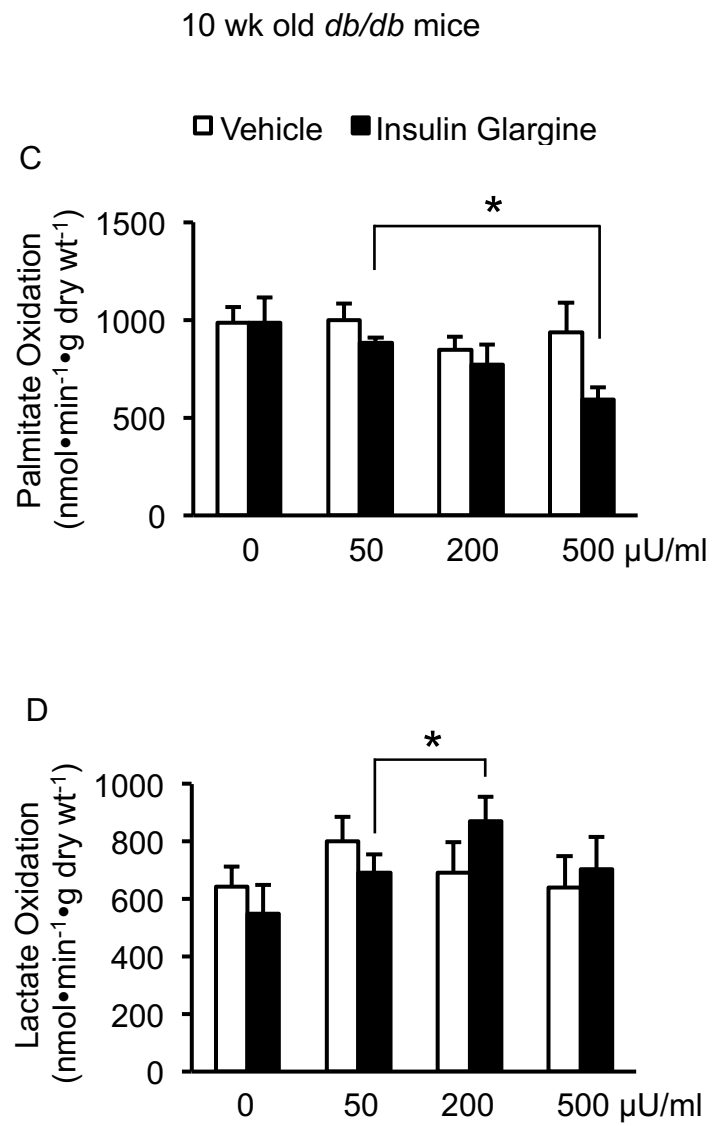 10 wk old db/db mice
Vehicle Insulin Glargine
C
Palmitate Oxidation
(nmol•min⁻¹•g dry wt⁻¹)
1500
1000
500
0
*
0 50 200 500 µU/ml
D
Lactate Oxidation
(nmol•min⁻¹•g dry wt⁻¹)
1000
800
600
400
200
0
*
0 50 200 500 µU/ml